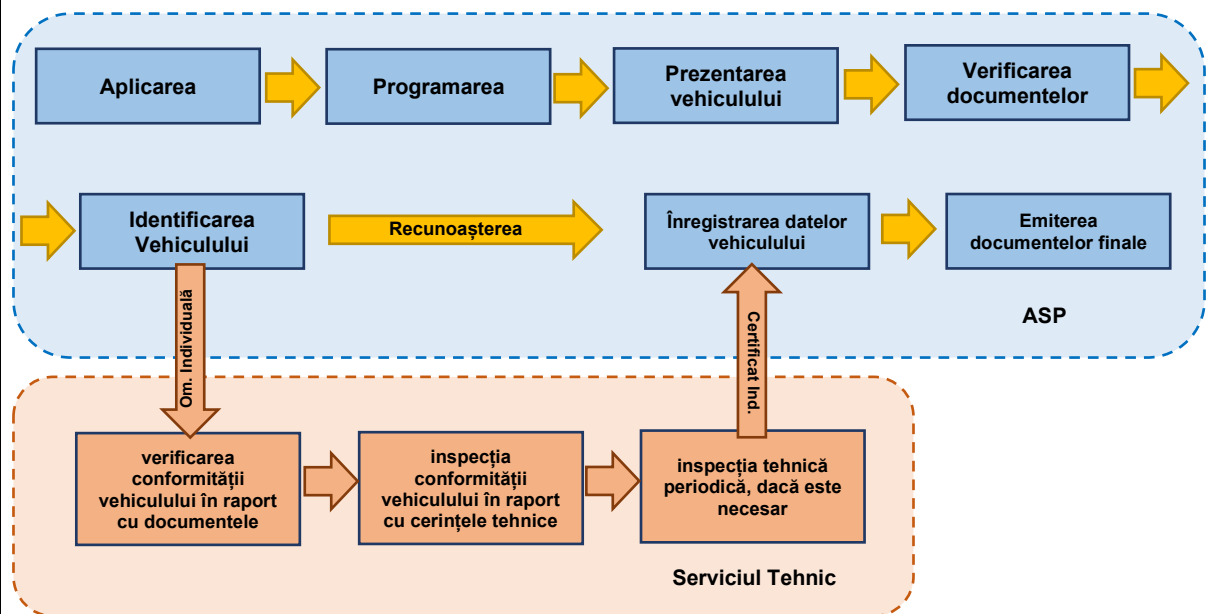 Aplicarea
Programarea
Prezentarea
vehiculului
Verificarea
documentelor
Identificarea
Vehiculului
Recunoașterea
Înregistrarea datelor
vehiculului
Emiterea
documentelor finale
Om. Individuală
Certificat Ind.
ASP
verificarea
conformității
vehiculului în raport
cu documentele
inspecția
conformității
vehiculului în raport
cu cerințele tehnice
inspecția tehnică
periodică, dacă este
necesar
Serviciul Tehnic